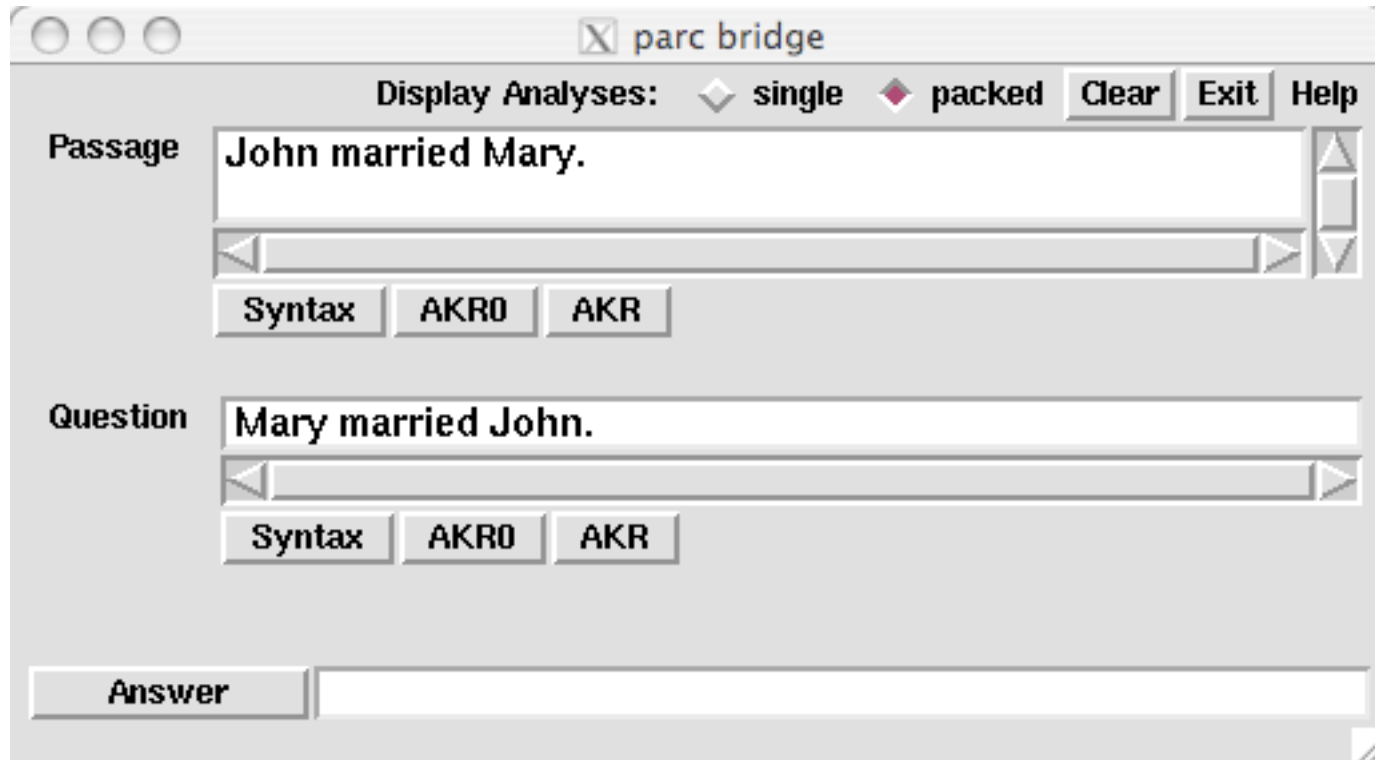 X parc bridge
Display Analyses: single packed Clear Exit Help
Passage John married Mary.
Syntax AKR0 AKR
Question Mary married John.
Syntax AKR0 AKR
Answer